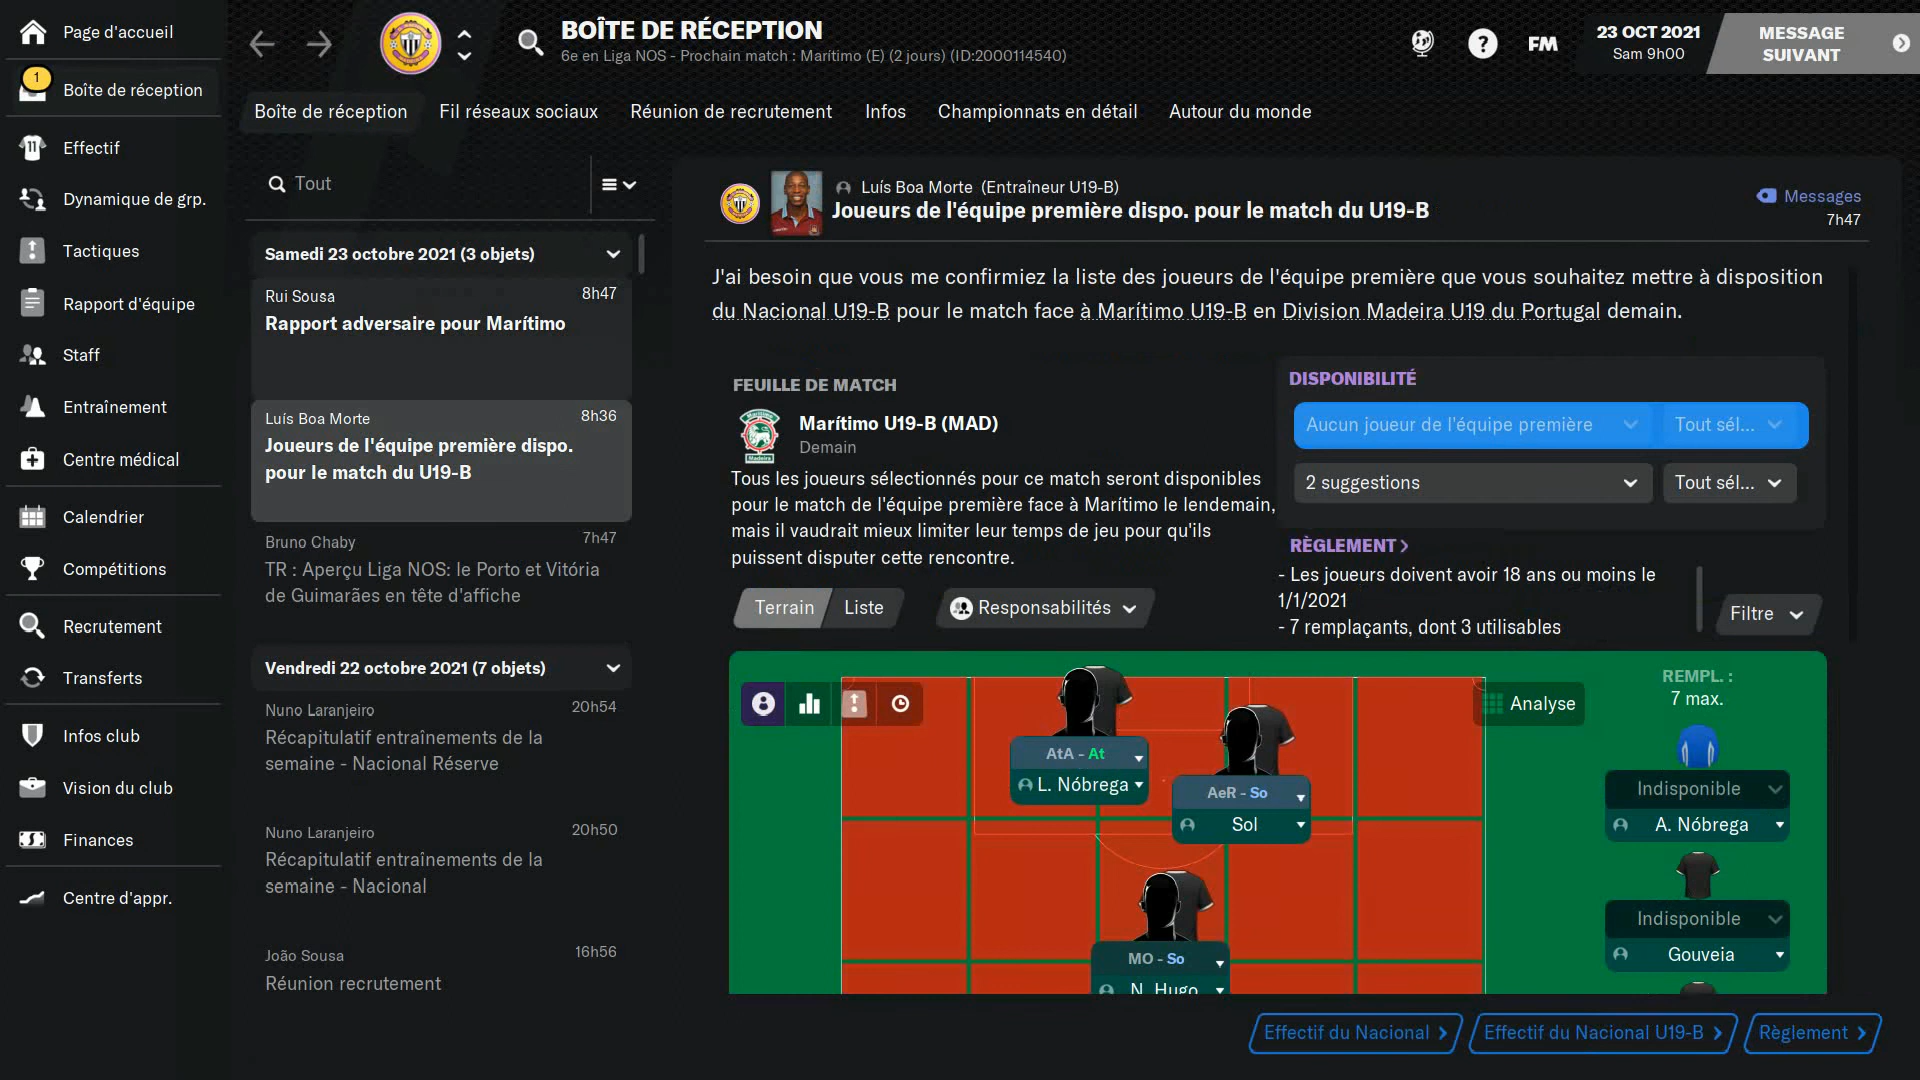 Page d'accueil
1
Boîte de réception
Effectif
Dynamique de grp.
Tactiques
Rapport d'équipe
Staff
Entraînement
Centre médical
Calendrier
Compétitions
Recrutement
Transferts
Infos club
Vision du club
Finances
Centre d'appr.
BOÎTE DE RÉCEPTION
6e en Liga NOS - Prochain match : Marítimo (E) (2 jours) (ID:2000114540)
FM
23 OCT 2021
Sam 9h00
MESSAGE SUIVANT
Boîte de réception
Fil réseaux sociaux
Réunion de recrutement
Infos
Championnats en détail
Autour du monde
Tout
Samedi 23 octobre 2021 (3 objets)
Rui Sousa 8h47
Rapport adversaire pour Marítimo
Luís Boa Morte 8h36
Joueurs de l'équipe première dispo.
pour le match du U19-B
Bruno Chaby 7h47
TR : Aperçu Liga NOS: le Porto et Vitória
de Guimarães en tête d'affiche
Vendredi 22 octobre 2021 (7 objets)
Nuno Laranjeiro 20h54
Récapitulatif entraînements de la
semaine - Nacional Réserve
Nuno Laranjeiro 20h50
Récapitulatif entraînements de la
semaine - Nacional
João Sousa 16h56
Réunion recrutement
Luís Boa Morte (Entraîneur U19-B)
Joueurs de l'équipe première dispo. pour le match du U19-B
Messages
7h47
J'ai besoin que vous me confirmiez la liste des joueurs de l'équipe première que vous souhaitez mettre à disposition
du Nacional U19-B pour le match face à Marítimo U19-B en Division Madeira U19 du Portugal demain.
FEUILLE DE MATCH
Marítimo U19-B (MAD)
Demain
Tous les joueurs sélectionnés pour ce match seront disponibles
pour le match de l'équipe première face à Marítimo le lendemain,
mais il vaudrait mieux limiter leur temps de jeu pour qu'ils
puissent disputer cette rencontre.
DISPONIBILITÉ
Aucun joueur de l'équipe première
Tout sél...
2 suggestions
Tout sél...
RÈGLEMENT
- Les joueurs doivent avoir 18 ans ou moins le
1/1/2021
- 7 remplaçants, dont 3 utilisables
Terrain
Liste
Responsabilités
Filtre
Analyse
AtA - At
L. Nóbrega
AeR - So
Sol
MO - So
N. Hugo
REMPL. :
7 max.
Indisponible
A. Nóbrega
Indisponible
Gouveia
Effectif du Nacional
Effectif du Nacional U19-B
Règlement